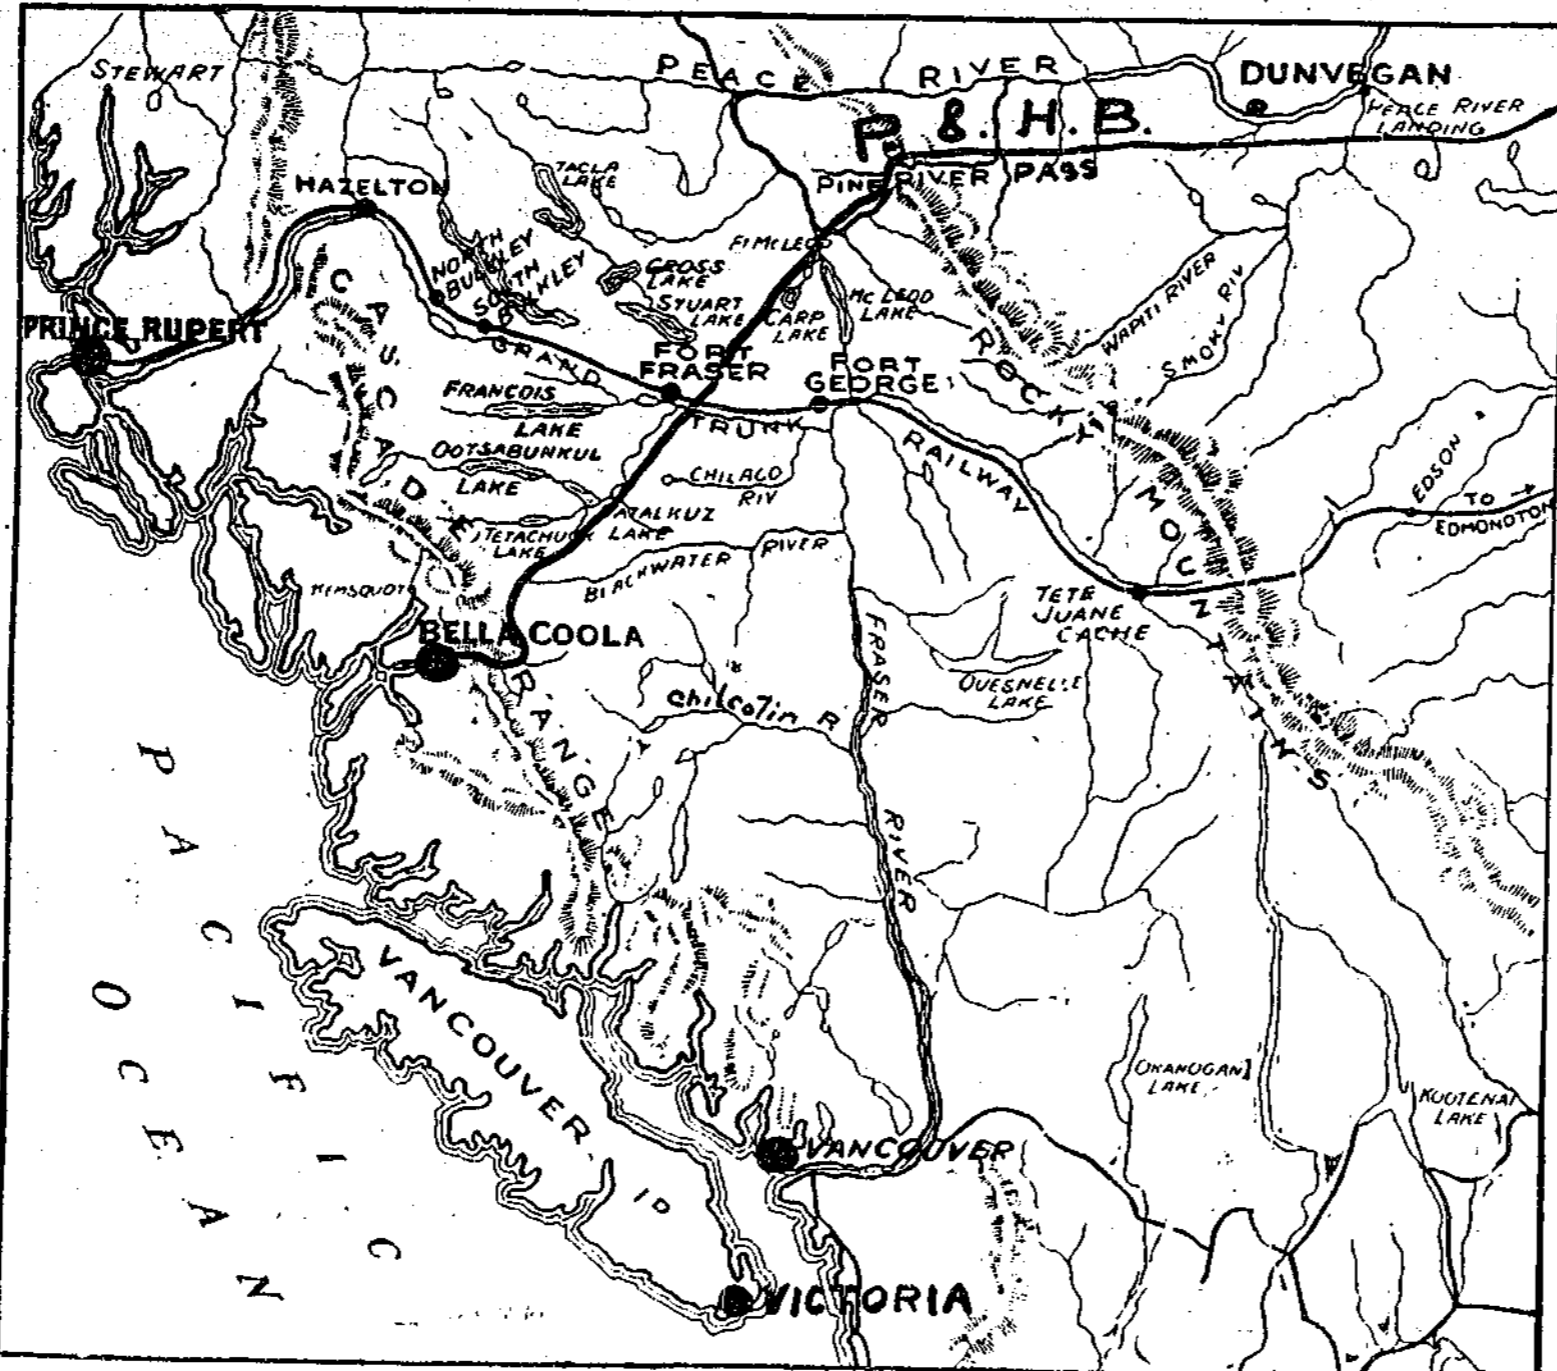 STEWART
PEACE RIVER
DUNVEGAN
PEACE RIVER
LANDING
P. & H. B.
PINE RIVER PASS
TACLA
LAKE
HAZELTON
NORTH
BULKLEY
SOUTH
BULKLEY
FT MCLEOD
CROSS
LAKE
STUART
LAKE
CARP
LAKE
MC LEOD
LAKE
WAPITI RIVER
SMOKY RIV
PRINCE RUPERT
CASCADE RANGE
ROCKY MOUNTAINS
GRAND TRUNK RAILWAY
FORT
FRASER
FORT
GEORGE
FRANCOIS
LAKE
OOTSABUNKUL
LAKE
CHILACO
RIV
EDSON
TO
EDMONDTON
TETACHUCK
LAKE
LAKE
BLACKWATER RIVER
KEMSQUOT
BELLA COOLA
TETE
JUANE
CACHE
QUESNELLE
LAKE
chilcotin R
FRASER RIVER
PACIFIC
OCEAN
VANCOUVER ID
OKANOGAN
LAKE
KOOTENAI
LAKE
VANCOUVER
VICTORIA